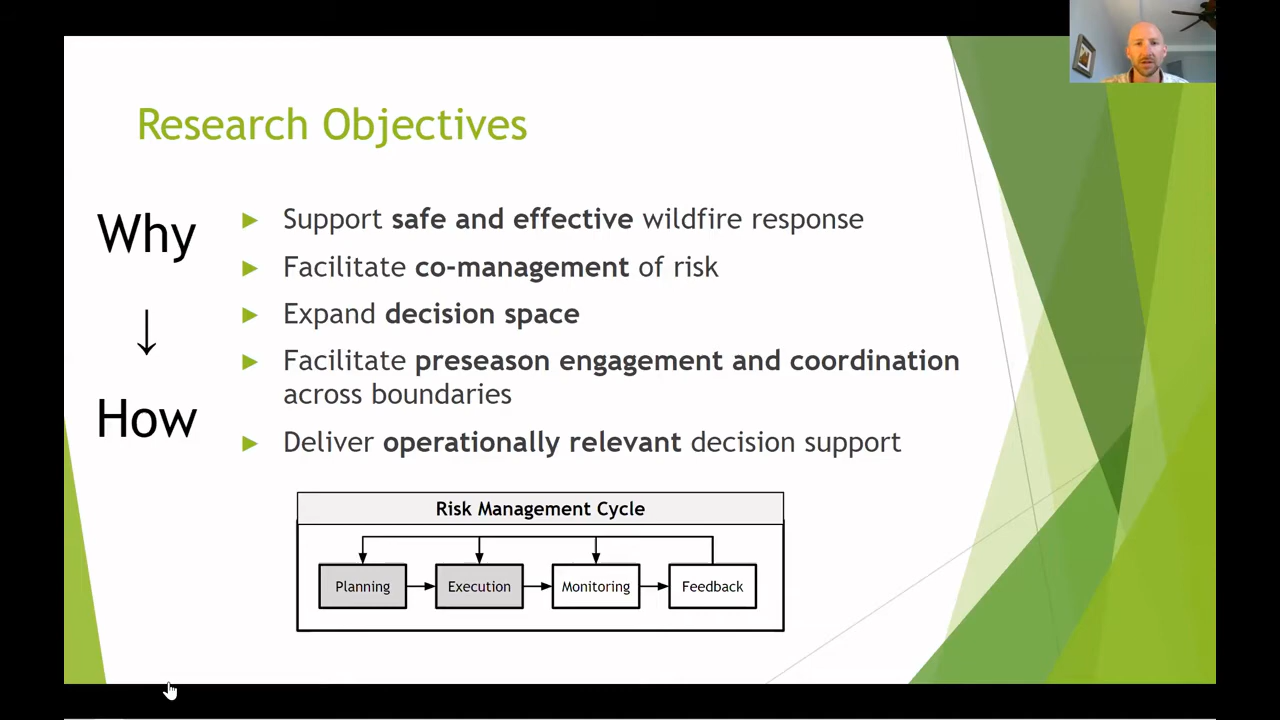 Research Objectives
Why
↓
How
Support safe and effective wildfire response
Facilitate co-management of risk
Expand decision space
Facilitate preseason engagement and coordination
across boundaries
Deliver operationally relevant decision support
Risk Management Cycle
Planning
Execution
Monitoring
Feedback